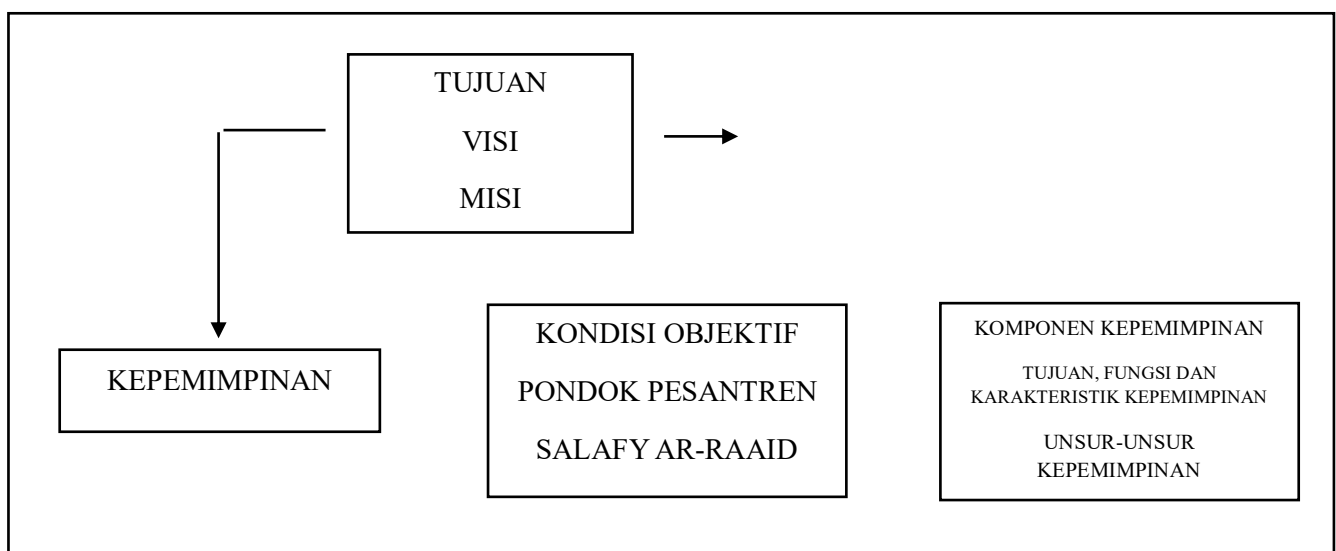 TUJUAN
VISI
MISI
KEPEMIMPINAN
KONDISI OBJEKTIF
PONDOK PESANTREN
SALAFY AR-RAAID
KOMPONEN KEPEMIMPINAN
TUJUAN, FUNGSI DAN
KARAKTERISTIK KEPEMIMPINAN
UNSUR-UNSUR
KEPEMIMPINAN